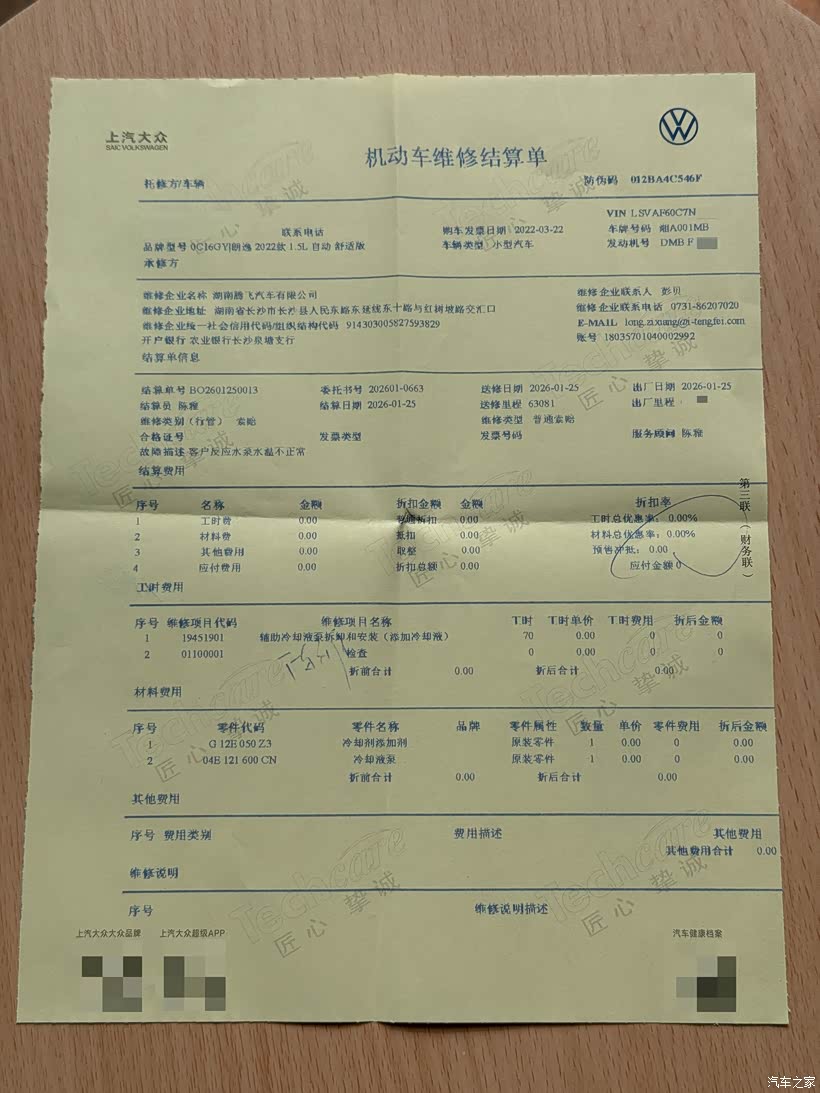 上汽大众
SAIC VOLKSWAGEN
机动车维修结算单
托修方/车辆
防伪码 012BA4C546F
VIN LSVAF60C7N
联系电话 购车发票日期 2022-03-22 车牌号码 湘A001MB
品牌型号 0C16GY|朗逸 2022款 1.5L 自动 舒适版 车辆类型 小型汽车 发动机号 DMB F
承修方
维修企业名称 湖南腾飞汽车有限公司 维修企业联系人 彭贝
维修企业地址 湖南省长沙市长沙县人民东路东延线东十路与红树坡路交汇口 维修企业联系电话 0731-86207020
维修企业统一社会信用代码/组织结构代码 914303005827593829 E-MAIL long.zixuang@i-tengfei.com
开户银行 农业银行长沙泉塘支行 账号 18035701040002992
结算单信息
结算单号 BO2601250013 委托书号 202601-0663 送修日期 2026-01-25 出厂日期 2026-01-25
结算员 陈雅 结算日期 2026-01-25 送修里程 63081 出厂里程
维修类别（行管） 索赔 维修类型 普通索赔
合格证号 发票类型 发票号码 服务顾问 陈雅
故障描述 客户反应水泵水温不正常
结算费用
序号 名称 金额 折扣金额 金额 折扣率
1 工时费 0.00 普通折扣 0.00 工时总优惠率：0.00%
2 材料费 0.00 抵扣 0.00 材料总优惠率：0.00%
3 其他费用 0.00 取整 0.00 预售冲抵：0.00
4 应付费用 0.00 折扣总额 0.00 应付金额 0
第三联（财务联）
工时费用
序号 维修项目代码 维修项目名称 工时 工时单价 工时费用 折后金额
1 19451901 辅助冷却液泵拆卸和安装（添加冷却液） 70 0.00 0 0
2 01100001 检查 0 0.00 0 0
折前合计 0.00 折后合计 0.00
材料费用
序号 零件代码 零件名称 品牌 零件属性 数量 单价 零件费用 折后金额
1 G 12E 050 Z3 冷却剂添加剂 原装零件 1 0.00 0 0.00
2 04E 121 600 CN 冷却液泵 原装零件 1 0.00 0 0.00
折前合计 0.00 折后合计 0.00
其他费用
序号 费用类别 费用描述 其他费用
其他费用合计 0.00
维修说明
序号 维修说明描述
上汽大众大众品牌 上汽大众超级APP 汽车健康档案
Techcare
匠心挚诚
汽车之家